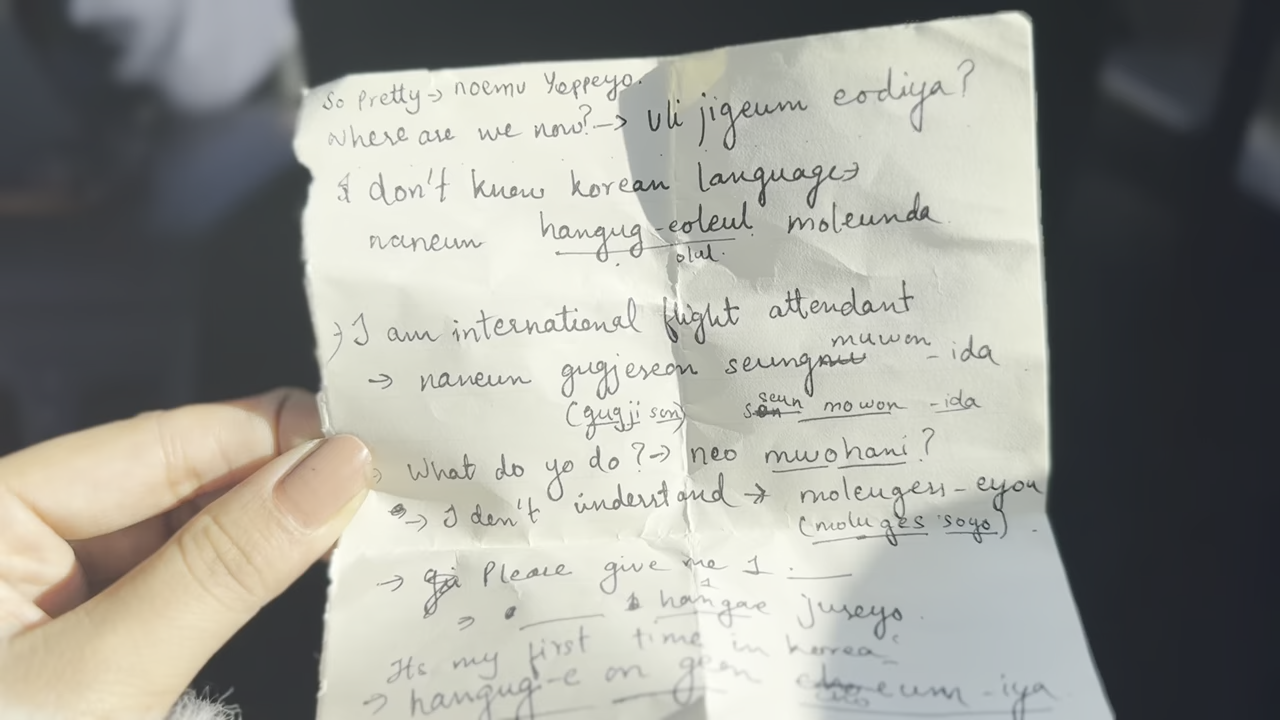 So Pretty → noemu Yeppeyo.
Where are we now? → Uli jigeum eodiya?
I don't know korean language →
naneun hangug-eoleul moleunda
olul.
→ I am international flight attendant
muwon
→ naneun gugjeseon seung -ida
(gugji son) seun mowon -ida
→ What do yo do? → neo mwohani?
→ I don't understand → moleugess-eyou
(moluges soyo).
→ Please give me 1 .
1
→ hangae juseyo.
Its my first time in korea
→ hangug-e on geon eum-iya